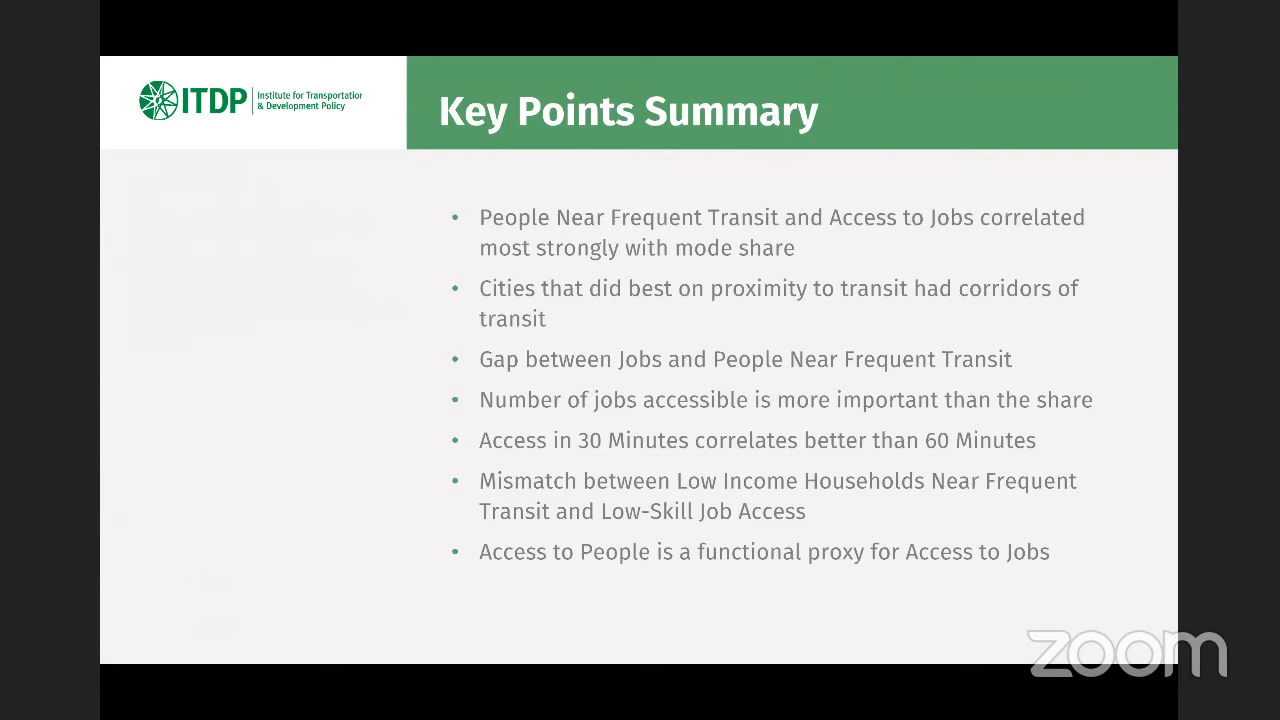 ITDP
Institute for Transportation
& Development Policy
Key Points Summary
• People Near Frequent Transit and Access to Jobs correlated
most strongly with mode share
• Cities that did best on proximity to transit had corridors of
transit
• Gap between Jobs and People Near Frequent Transit
• Number of jobs accessible is more important than the share
• Access in 30 Minutes correlates better than 60 Minutes
• Mismatch between Low Income Households Near Frequent
Transit and Low-Skill Job Access
• Access to People is a functional proxy for Access to Jobs
zoom